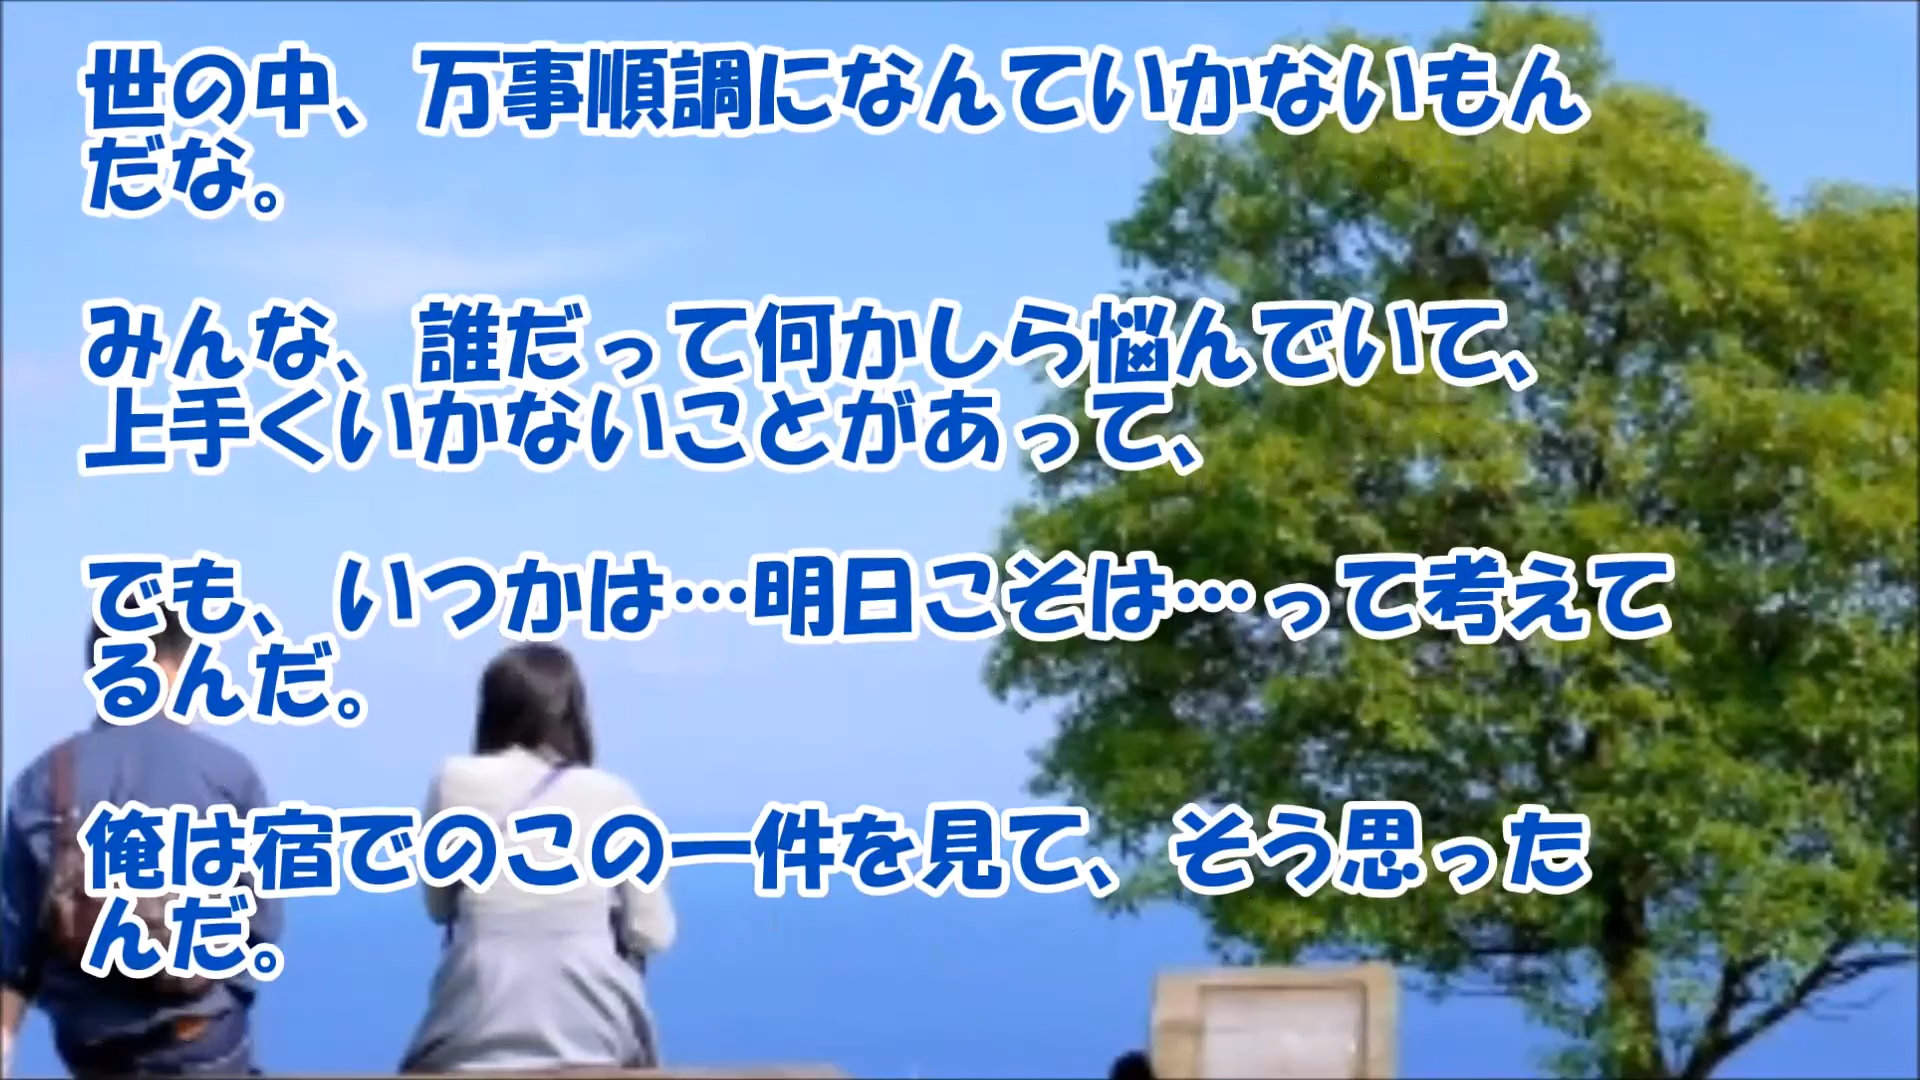 世の中、万事順調になんていかないもん
だな。
みんな、誰だって何かしら悩んでいて、
上手くいかないことがあって、
でも、いつかは…明日こそは…って考えて
るんだ。
俺は宿でのこの一件を見て、そう思った
んだ。